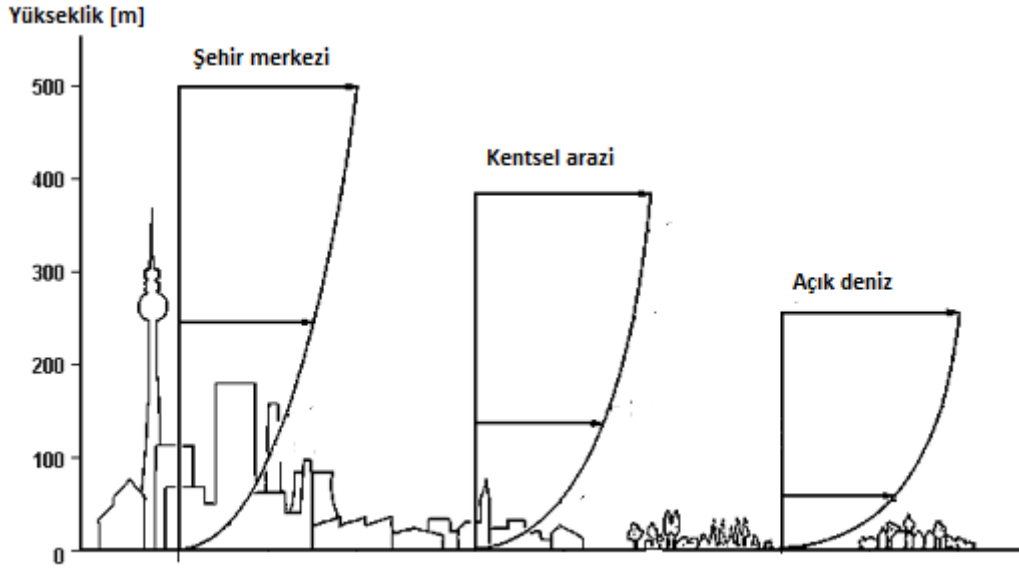 Yükseklik [m]
Şehir merkezi
500
Kentsel arazi
400
300
Açık deniz
200
100
0